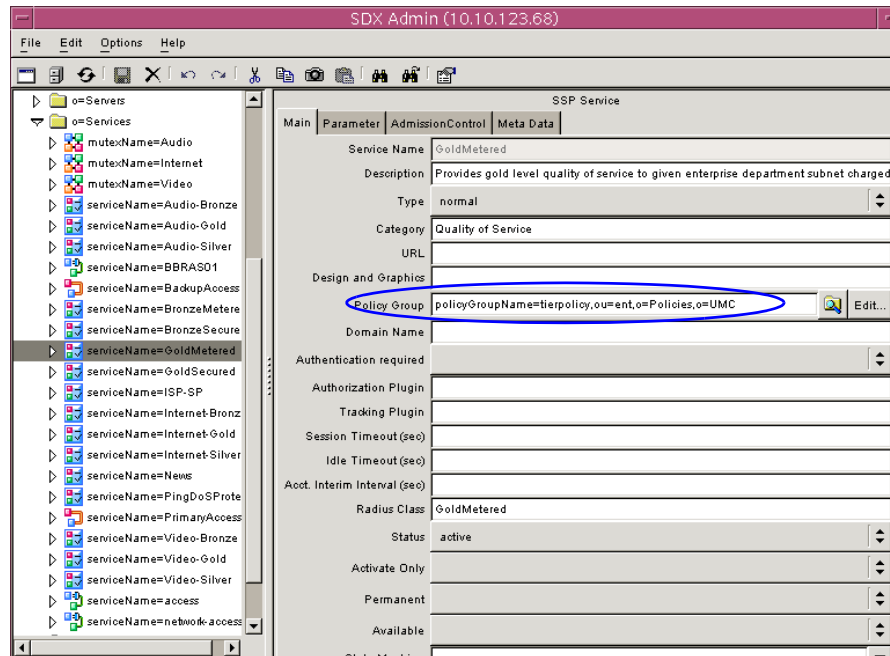 SDX Admin (10.10.123.68)
File Edit Options Help
o=Servers
o=Services
mutexName=Audio
mutexName=Internet
mutexName=Video
serviceName=Audio-Bronze
serviceName=Audio-Gold
serviceName=Audio-Silver
serviceName=BBRAS01
serviceName=BackupAccess
serviceName=BronzeMetere
serviceName=BronzeSecure
serviceName=GoldMetered
serviceName=GoldSecured
serviceName=ISP-SP
serviceName=Internet-Bronz
serviceName=Internet-Gold
serviceName=Internet-Silver
serviceName=News
serviceName=PingDoSProte
serviceName=PrimaryAccess
serviceName=Video-Bronze
serviceName=Video-Gold
serviceName=Video-Silver
serviceName=access
serviceName=network-access
SSP Service
Main Parameter AdmissionControl Meta Data
Service Name GoldMetered
Description Provides gold level quality of service to given enterprise department subnet charged
Type normal
Category Quality of Service
URL
Design and Graphics
Policy Group policyGroupName=tierpolicy,ou=ent,o=Policies,o=UMC Edit...
Domain Name
Authentication required
Authorization Plugin
Tracking Plugin
Session Timeout (sec)
Idle Timeout (sec)
Acct. Interim Interval (sec)
Radius Class GoldMetered
Status active
Activate Only
Permanent
Available